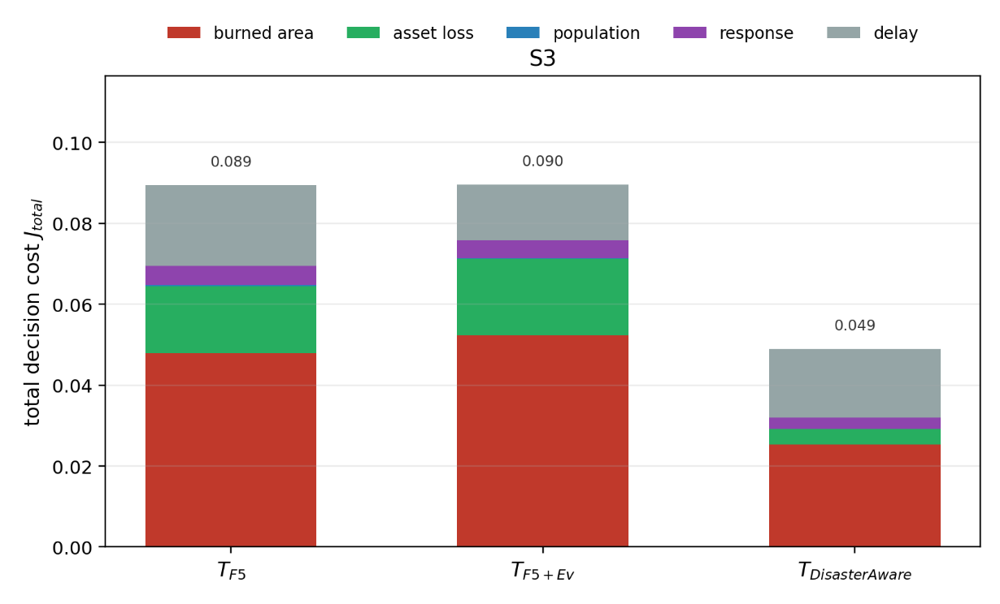 burned area asset loss population response delay
S3
total decision cost J_total
0.10
0.08
0.06
0.04
0.02
0.00
0.089
0.090
0.049
T_F5 T_F5+Ev T_DisasterAware